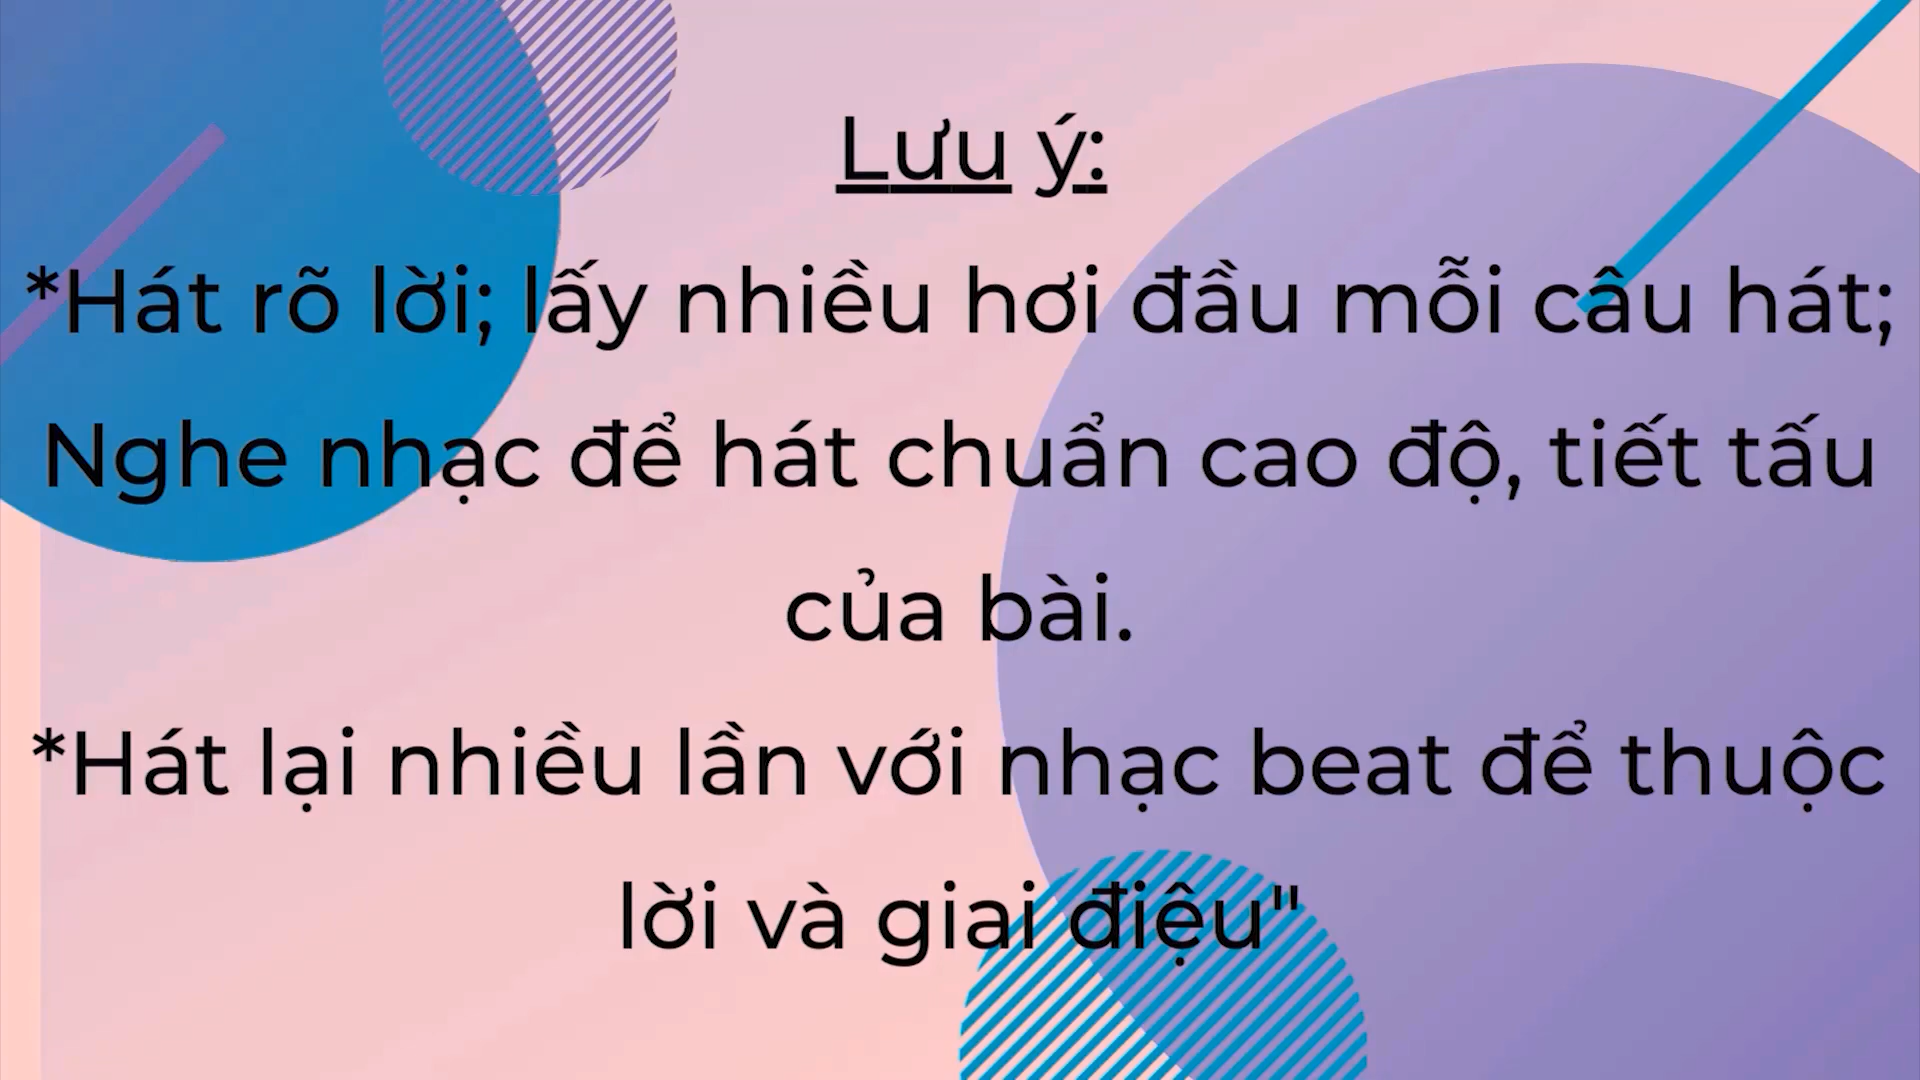 Lưu ý:
*Hát rõ lời; lấy nhiều hơi đầu mỗi câu hát;
Nghe nhạc để hát chuẩn cao độ, tiết tấu
của bài.
*Hát lại nhiều lần với nhạc beat để thuộc
lời và giai điệu"